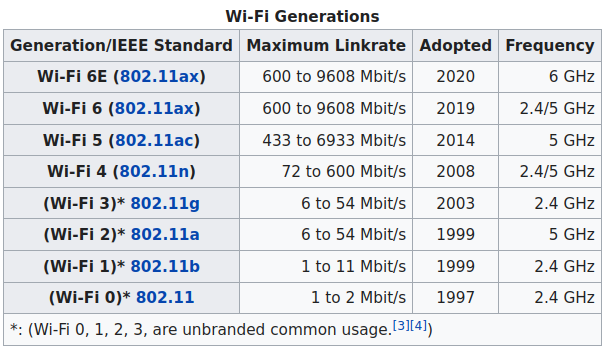 Wi-Fi Generations
Generation/IEEE Standard Maximum Linkrate Adopted Frequency
Wi-Fi 6E (802.11ax) 600 to 9608 Mbit/s 2020 6 GHz
Wi-Fi 6 (802.11ax) 600 to 9608 Mbit/s 2019 2.4/5 GHz
Wi-Fi 5 (802.11ac) 433 to 6933 Mbit/s 2014 5 GHz
Wi-Fi 4 (802.11n) 72 to 600 Mbit/s 2008 2.4/5 GHz
(Wi-Fi 3)* 802.11g 6 to 54 Mbit/s 2003 2.4 GHz
(Wi-Fi 2)* 802.11a 6 to 54 Mbit/s 1999 5 GHz
(Wi-Fi 1)* 802.11b 1 to 11 Mbit/s 1999 2.4 GHz
(Wi-Fi 0)* 802.11 1 to 2 Mbit/s 1997 2.4 GHz
*: (Wi-Fi 0, 1, 2, 3, are unbranded common usage.[3][4])